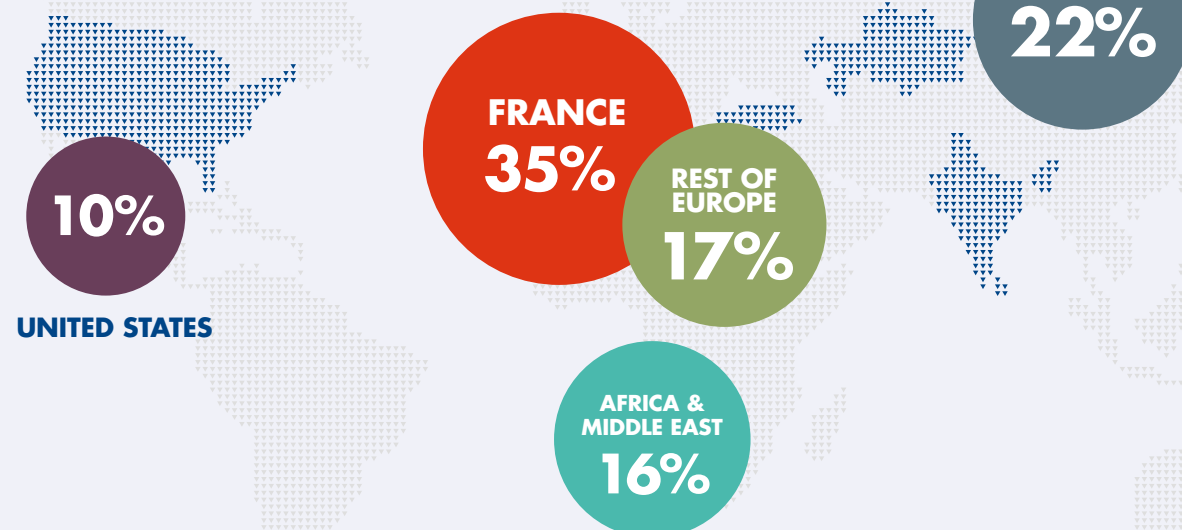 22%
FRANCE
35%
REST OF
EUROPE
17%
10%
UNITED STATES
AFRICA &
MIDDLE EAST
16%